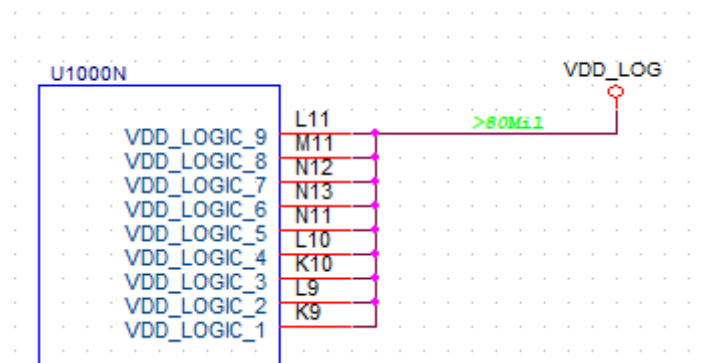 U1000N
VDD_LOG
>80Mil
VDD_LOGIC_9 L11
VDD_LOGIC_8 M11
VDD_LOGIC_7 N12
VDD_LOGIC_6 N13
VDD_LOGIC_5 N11
VDD_LOGIC_4 L10
VDD_LOGIC_3 K10
VDD_LOGIC_2 L9
VDD_LOGIC_1 K9